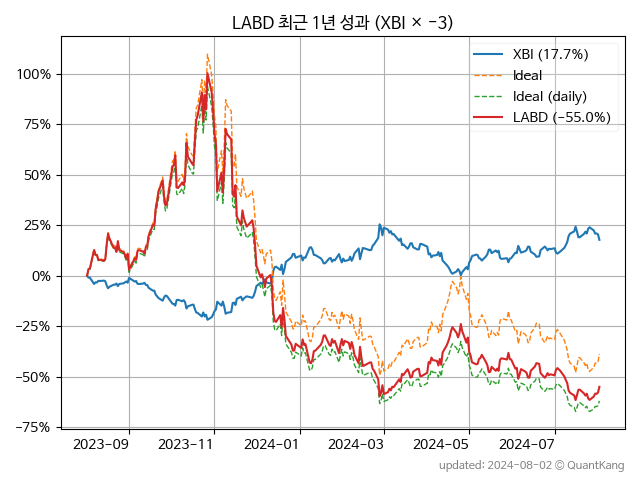 LABD 최근 1년 성과 (XBI × −3)
XBI (17.7%)
Ideal
Ideal (daily)
LABD (−55.0%)
100%
75%
50%
25%
0%
−25%
−50%
−75%
2023-09 2023-11 2024-01 2024-03 2024-05 2024-07
updated: 2024-08-02 © QuantKang